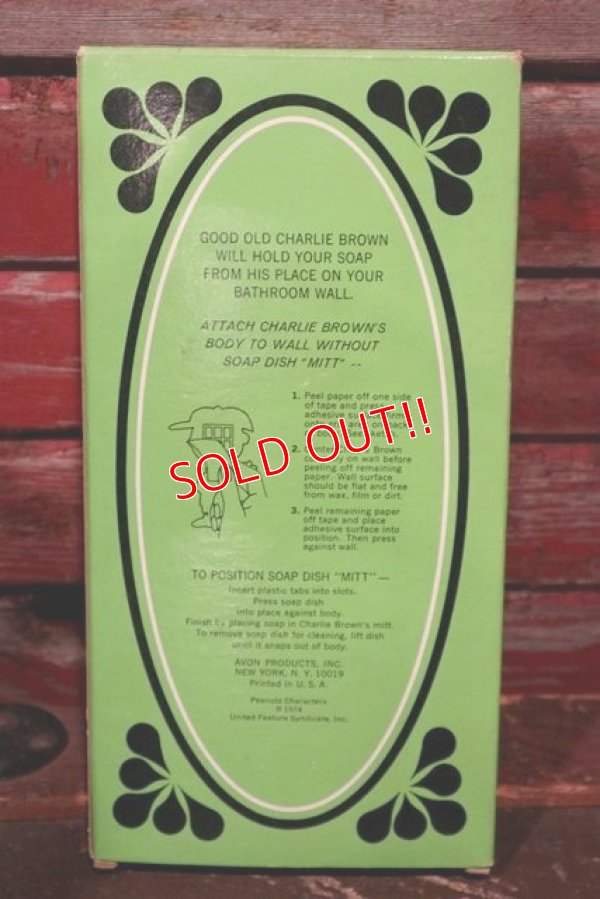 GOOD OLD CHARLIE BROWN
WILL HOLD YOUR SOAP
FROM HIS PLACE ON YOUR
BATHROOM WALL.
ATTACH CHARLIE BROWN'S
BODY TO WALL WITHOUT
SOAP DISH "MITT" --
1. Peel paper off one side
of tape and press
adhesive
back
2. Brown
on wall before
peeling off remaining
paper. Wall surface
should be flat and free
from wax, film or dirt.
3. Peel remaining paper
off tape and place
adhesive surface into
position. Then press
against wall.
SOLD OUT!!
TO POSITION SOAP DISH "MITT"—
Insert plastic tabs into slots.
Press soap dish
into place against body.
Finish by placing soap in Charlie Brown's mitt.
To remove soap dish for cleaning, lift dish
until it snaps out of body.
AVON PRODUCTS, INC.
NEW YORK, N.Y. 10019
Printed in U.S.A.
Peanuts Characters
© 1974
United Feature Syndicate, Inc.